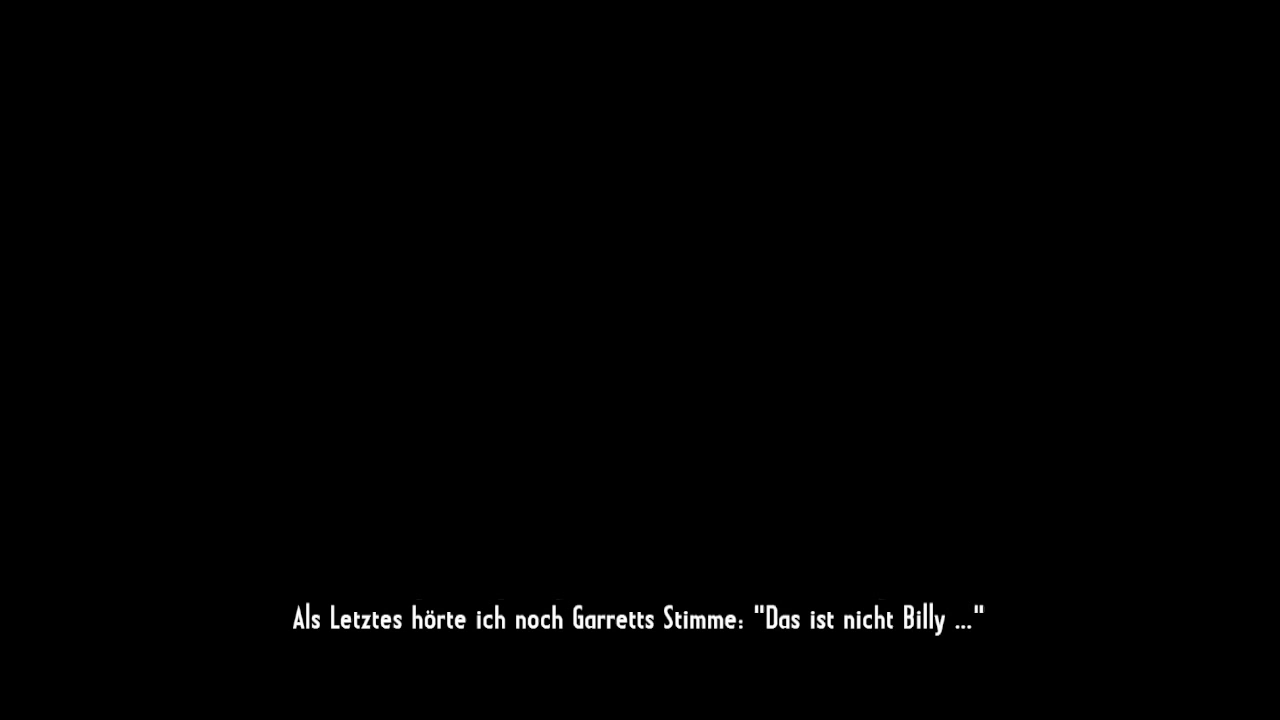 Als Letztes hörte ich noch Garretts Stimme: "Das ist nicht Billy ..."